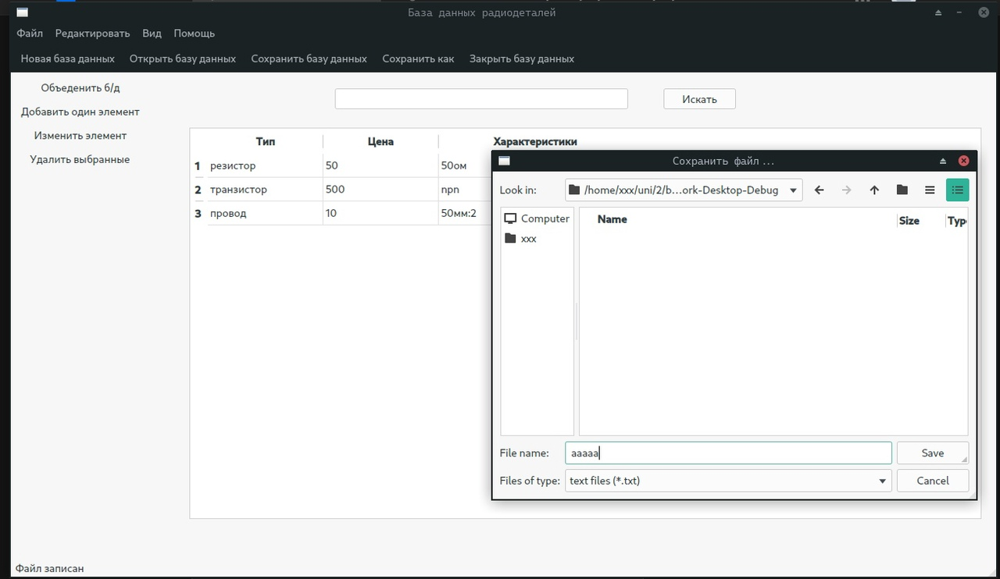 База данных радиодеталей
Файл Редактировать Вид Помощь
Новая база данных Открыть базу данных Сохранить базу данных Сохранить как Закрыть базу данных
Объеденить б/д
Добавить один элемент
Изменить элемент
Удалить выбранные
Искать
Тип Цена Характеристики
1 резистор 50 50ом
2 транзистор 500 npn
3 провод 10 50мм:2
Сохранить файл ...
Look in: /home/xxx/uni/2/b...ork-Desktop-Debug
Computer
xxx
Name Size Typ
File name: aaaaa Save
Files of type: text files (*.txt) Cancel
Файл записан